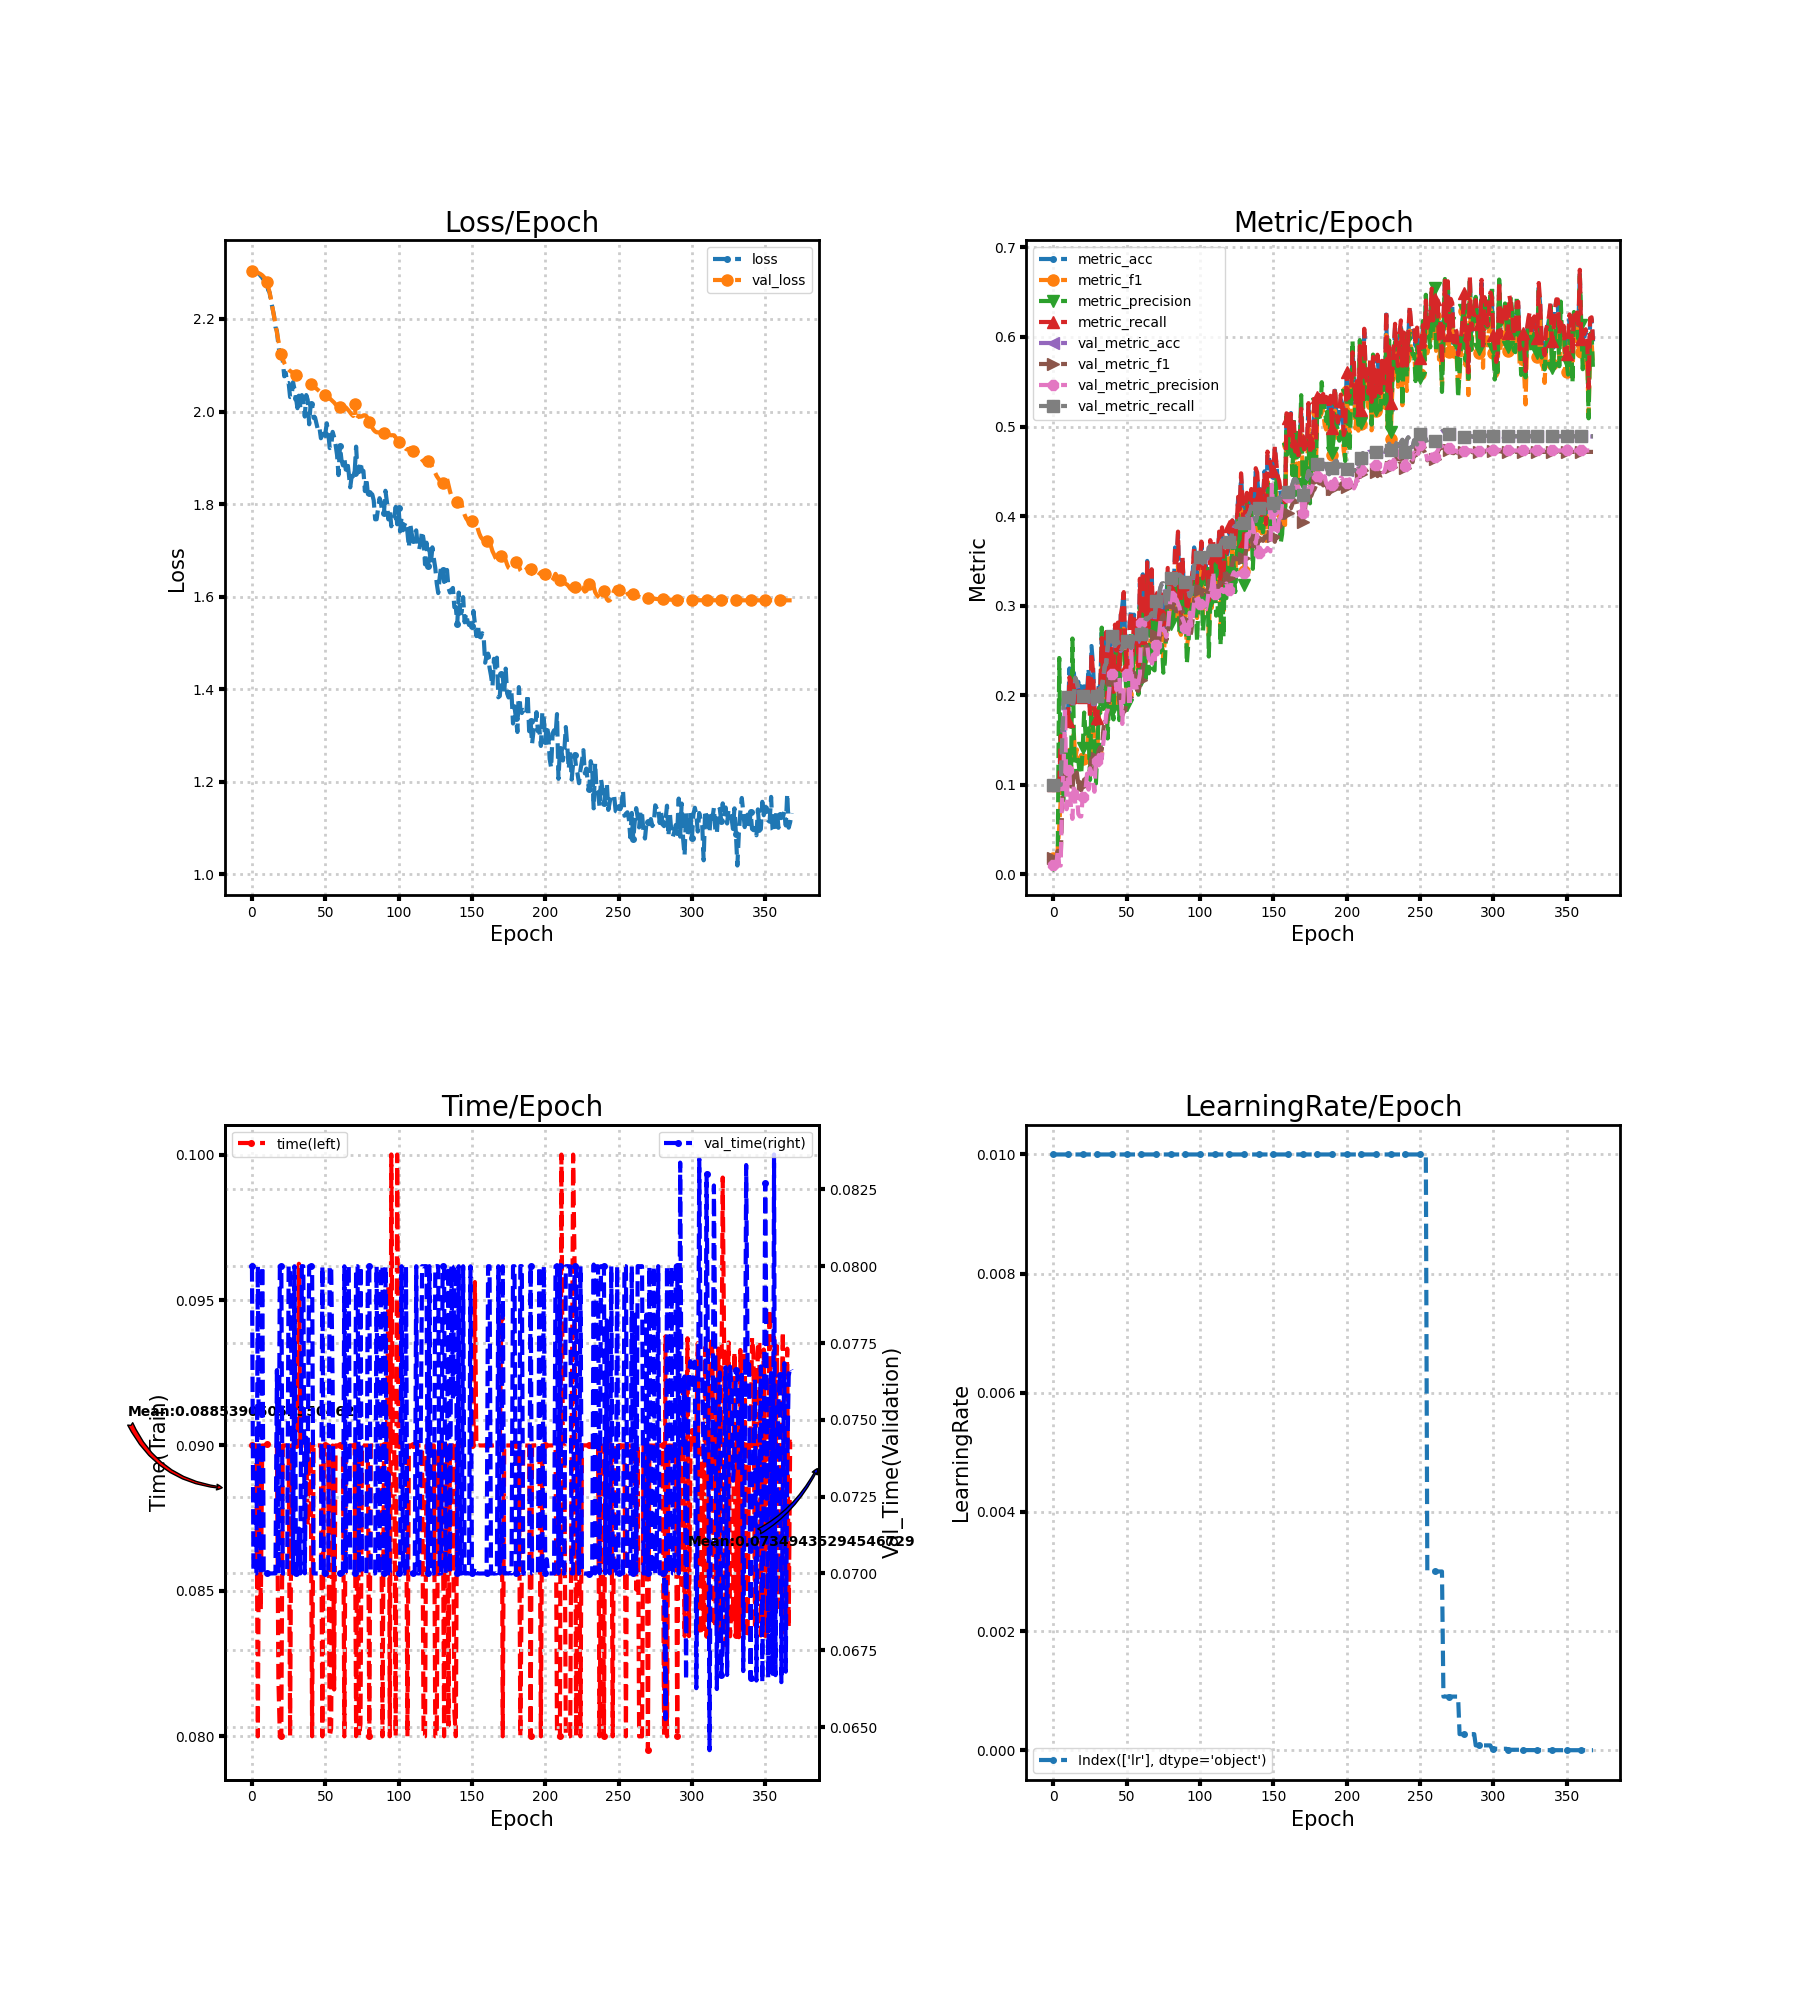 Loss/Epoch
loss
val_loss
2.2
2.0
1.8
1.6
1.4
1.2
1.0
Loss
0
50
100
150
200
250
300
350
Epoch
Metric/Epoch
metric_acc
metric_f1
metric_precision
metric_recall
val_metric_acc
val_metric_f1
val_metric_precision
val_metric_recall
0.7
0.6
0.5
0.4
0.3
0.2
0.1
0.0
Metric
0
50
100
150
200
250
300
350
Epoch
Time/Epoch
time(left)
val_time(right)
0.100
0.095
0.090
0.085
0.080
Time(Train)
0.0825
0.0800
0.0775
0.0750
0.0725
0.0700
0.0675
0.0650
Val_Time(Validation)
0
50
100
150
200
250
300
350
Epoch
LearningRate/Epoch
0.010
0.008
0.006
0.004
0.002
0.000
LearningRate
Index(['lr'], dtype='object')
0
50
100
150
200
250
300
350
Epoch